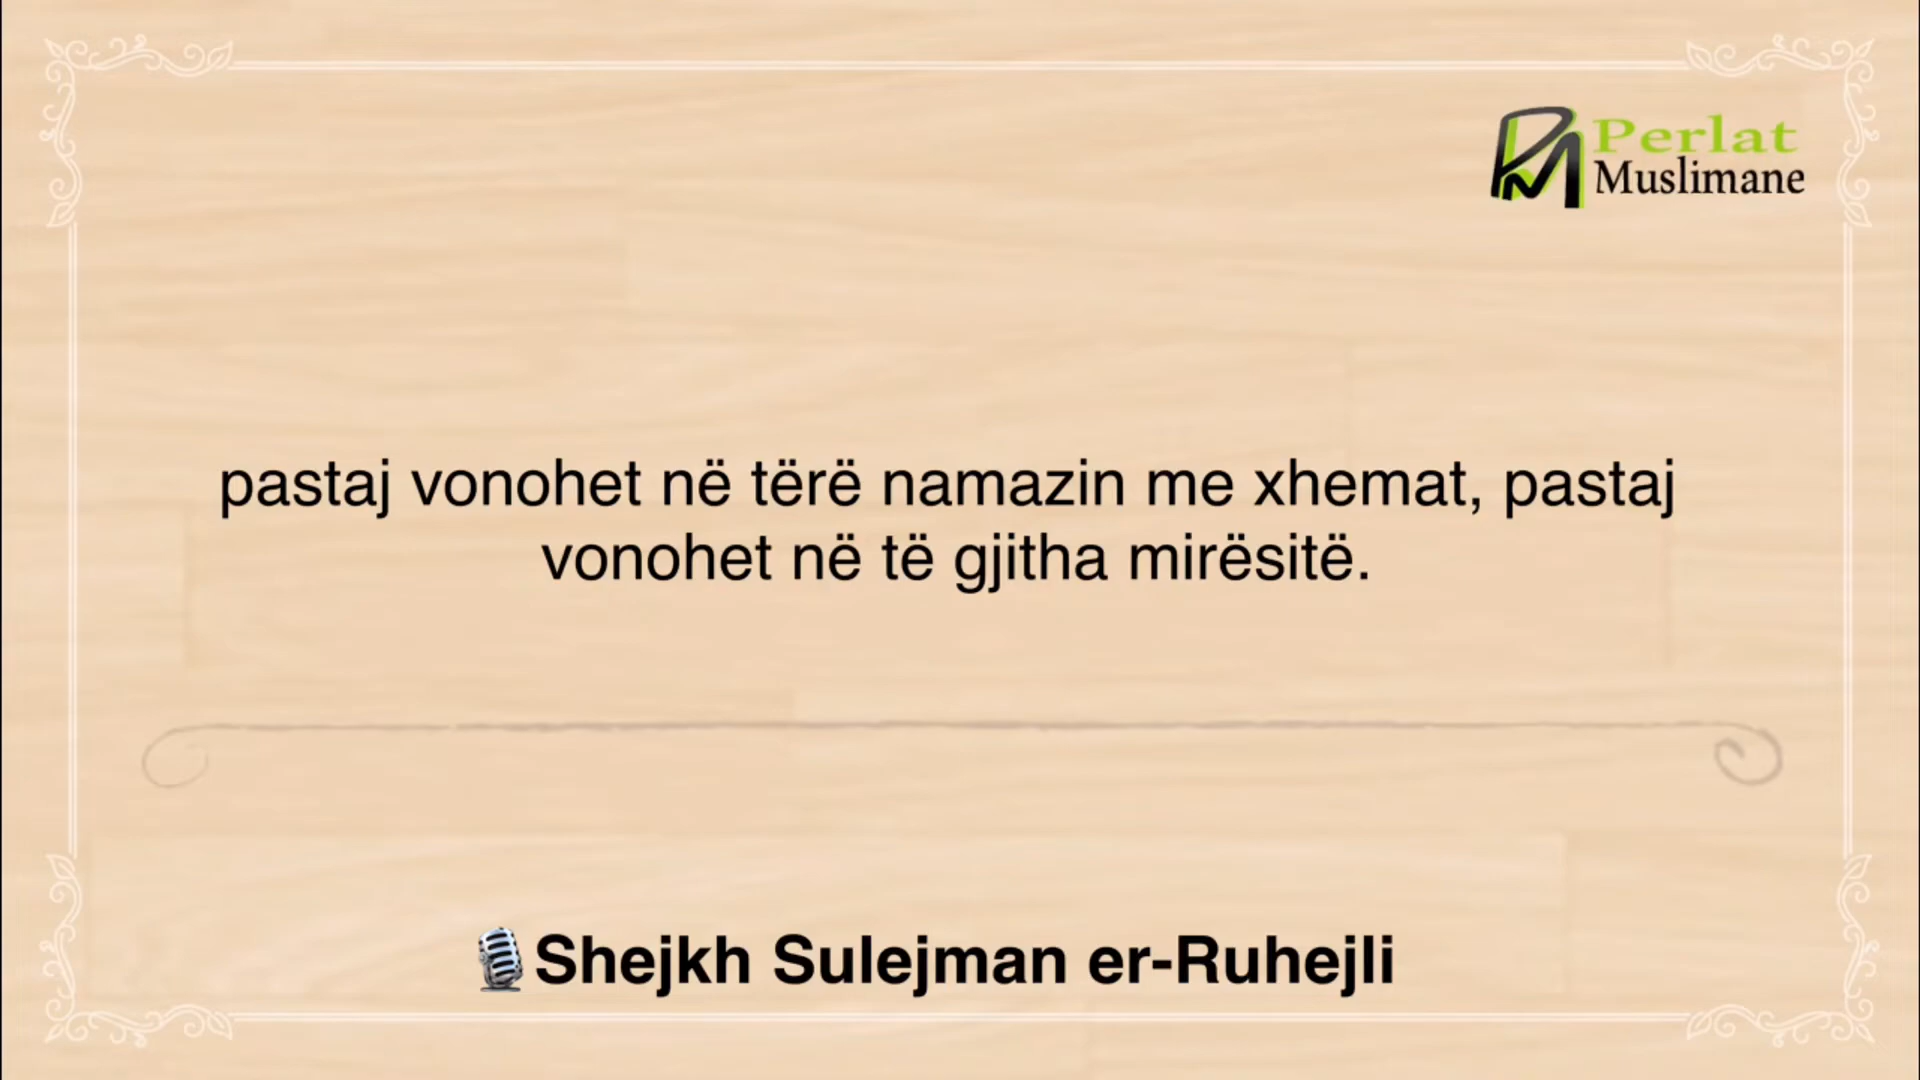 Perlat
Muslimane
pastaj vonohet në tërë namazin me xhemat, pastaj
vonohet në të gjitha mirësitë.
Shejkh Sulejman er-Ruhejli